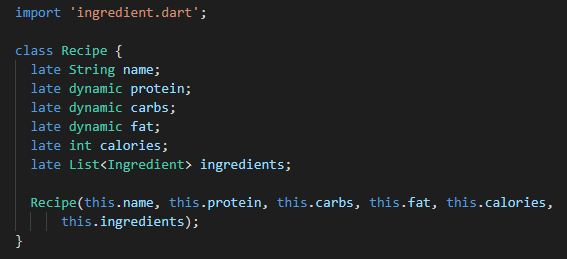 import 'ingredient.dart';
class Recipe {
late String name;
late dynamic protein;
late dynamic carbs;
late dynamic fat;
late int calories;
late List<Ingredient> ingredients;
Recipe(this.name, this.protein, this.carbs, this.fat, this.calories,
this.ingredients);
}